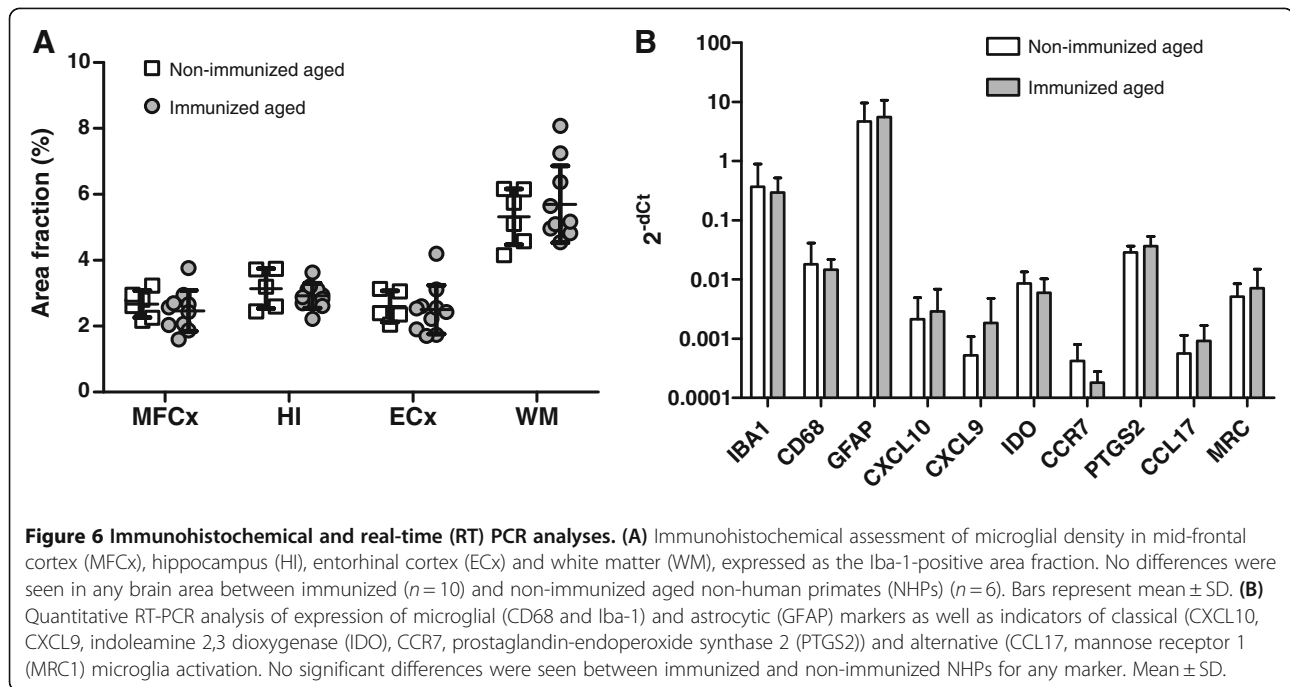 A
10
8
6
4
2
0
Area fraction (%)
Non-immunized aged
Immunized aged
MFCx HI ECx WM
B
100
10
1
0.1
0.01
0.001
0.0001
2^-dCt
Non-immunized aged
Immunized aged
IBA1 CD68 GFAP CXCL10 CXCL9 IDO CCR7 PTGS2 CCL17 MRC
Figure 6 Immunohistochemical and real-time (RT) PCR analyses. (A) Immunohistochemical assessment of microglial density in mid-frontal
cortex (MFCx), hippocampus (HI), entorhinal cortex (ECx) and white matter (WM), expressed as the Iba-1-positive area fraction. No differences were
seen in any brain area between immunized (n = 10) and non-immunized aged non-human primates (NHPs) (n = 6). Bars represent mean ± SD. (B)
Quantitative RT-PCR analysis of expression of microglial (CD68 and Iba-1) and astrocytic (GFAP) markers as well as indicators of classical (CXCL10,
CXCL9, indoleamine 2,3 dioxygenase (IDO), CCR7, prostaglandin-endoperoxide synthase 2 (PTGS2)) and alternative (CCL17, mannose receptor 1
(MRC1) microglia activation. No significant differences were seen between immunized and non-immunized NHPs for any marker. Mean ± SD.